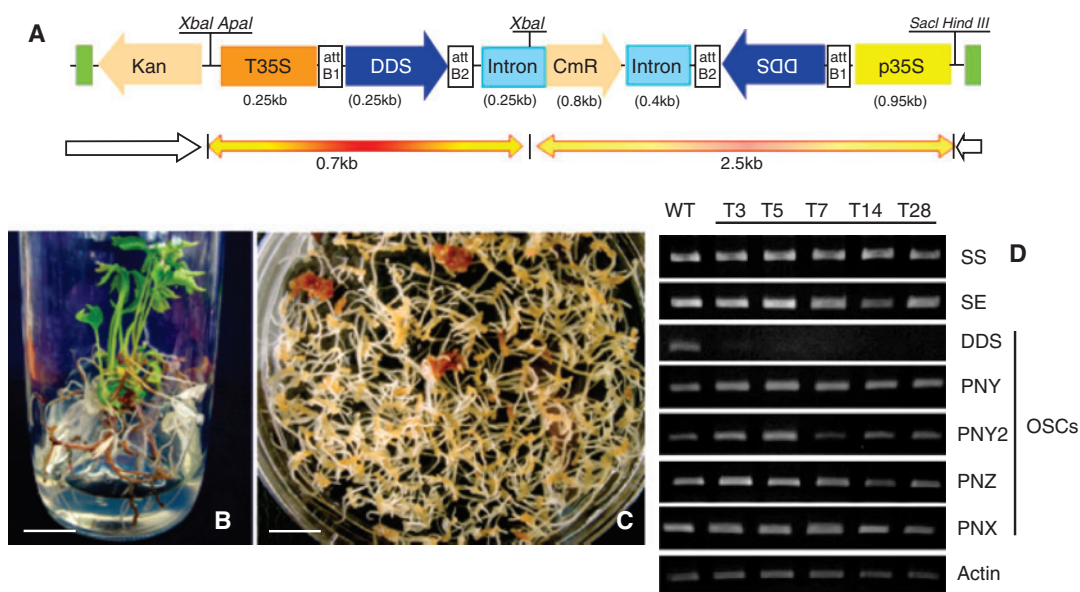 A
XbaI ApaI
XbaI
SacI Hind III
Kan
T35S
att B1
DDS
att B2
Intron
CmR
Intron
att B2
DDS
att B1
p35S
0.25kb
(0.25kb)
(0.25kb)
(0.8kb)
(0.4kb)
(0.25kb)
(0.95kb)
0.7kb
2.5kb
B
C
WT T3 T5 T7 T14 T28
SS
D
SE
DDS
PNY
PNY2
OSCs
PNZ
PNX
Actin